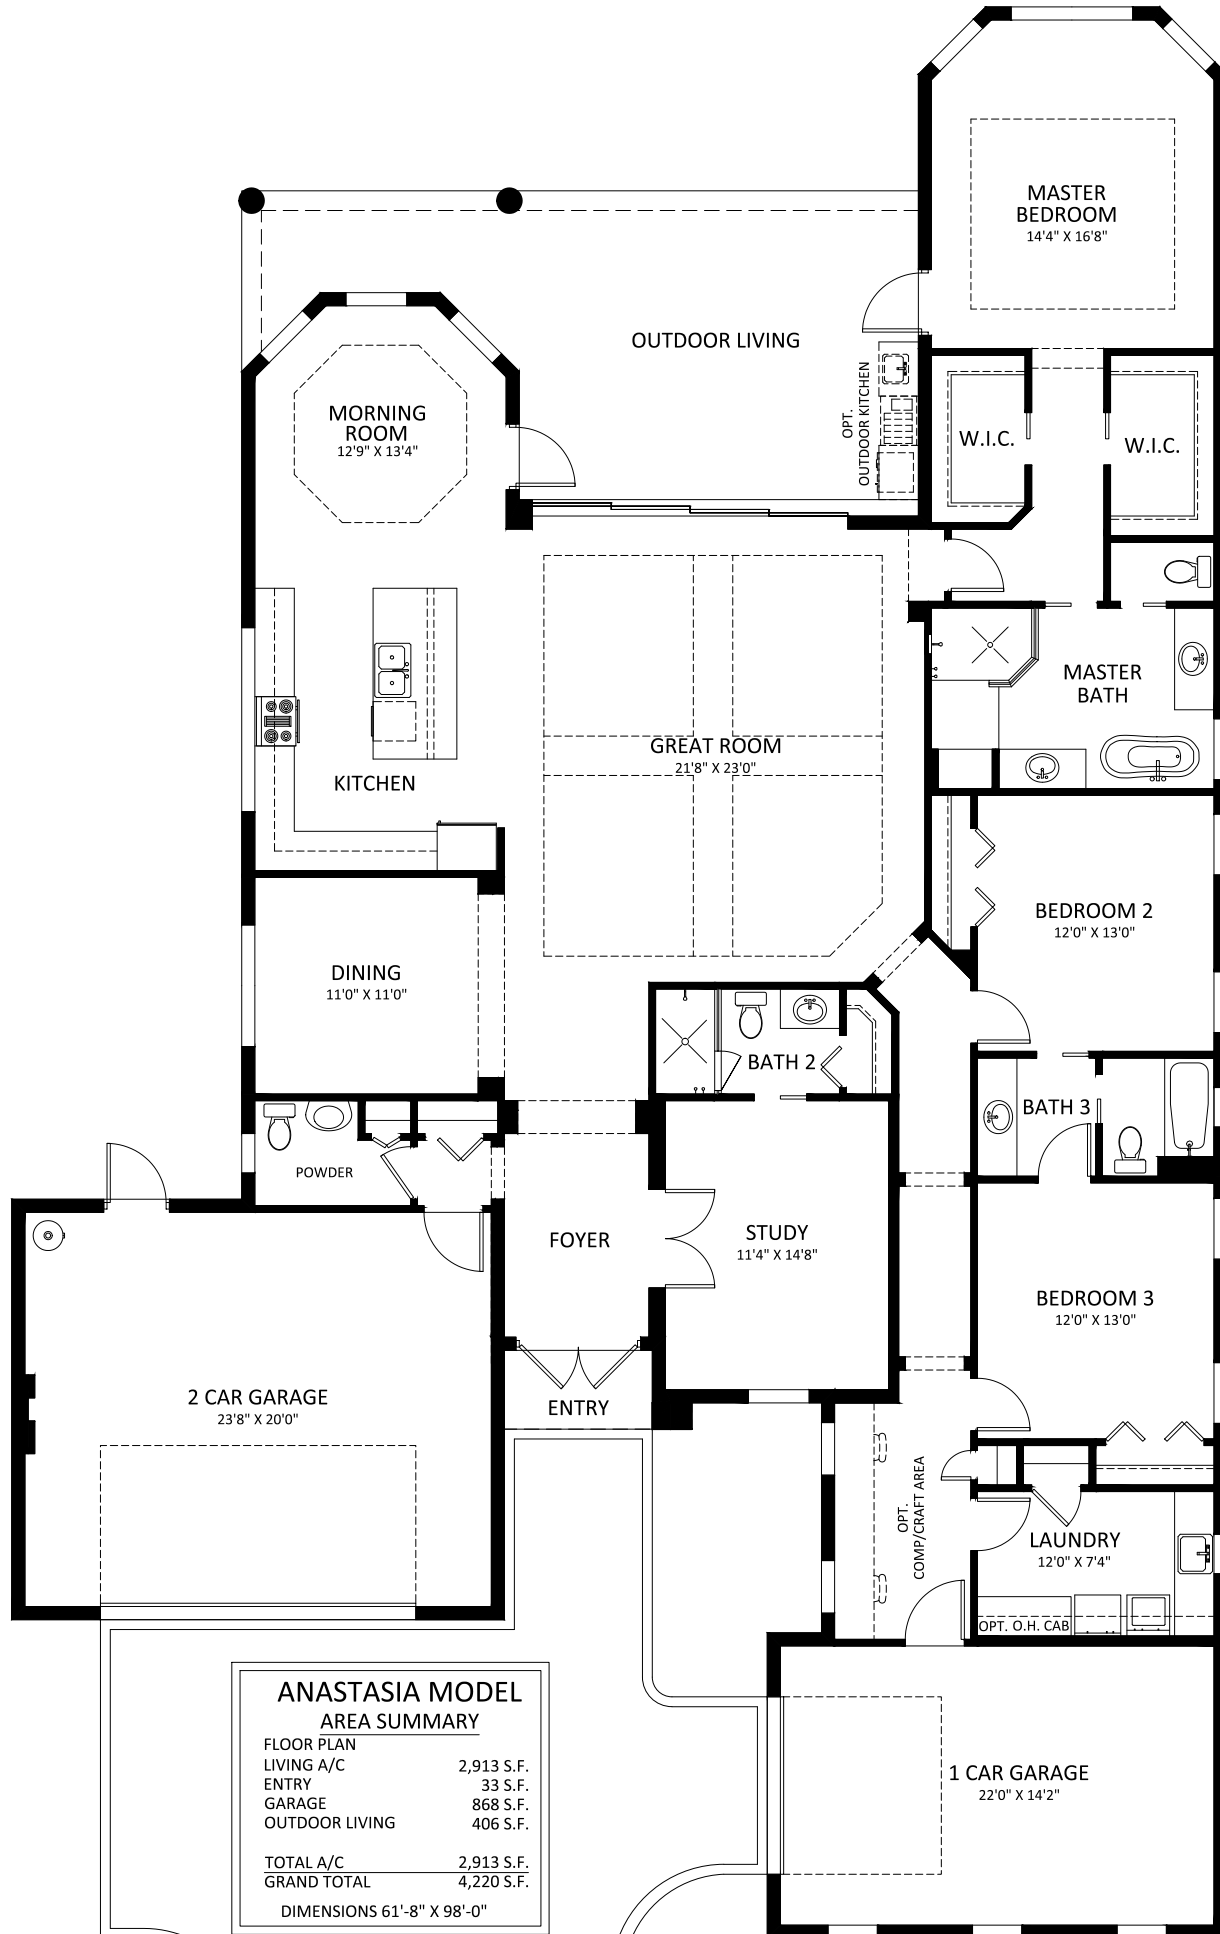 MASTER
BEDROOM
14'4" X 16'8"
OUTDOOR LIVING
OPT.
OUTDOOR KITCHEN
MORNING
ROOM
12'9" X 13'4"
W.I.C.
W.I.C.
MASTER
BATH
GREAT ROOM
21'8" X 23'0"
KITCHEN
BEDROOM 2
12'0" X 13'0"
DINING
11'0" X 11'0"
BATH 2
BATH 3
POWDER
FOYER
STUDY
11'4" X 14'8"
BEDROOM 3
12'0" X 13'0"
2 CAR GARAGE
23'8" X 20'0"
ENTRY
OPT.
COMP/CRAFT AREA
LAUNDRY
12'0" X 7'4"
OPT. O.H. CAB
ANASTASIA MODEL
AREA SUMMARY
FLOOR PLAN
LIVING A/C 2,913 S.F.
ENTRY 33 S.F.
GARAGE 868 S.F.
OUTDOOR LIVING 406 S.F.
TOTAL A/C 2,913 S.F.
GRAND TOTAL 4,220 S.F.
DIMENSIONS 61'-8" X 98'-0"
1 CAR GARAGE
22'0" X 14'2"